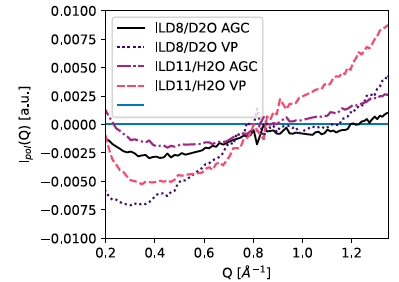 0.0100
0.0075
0.0050
0.0025
0.0000
−0.0025
−0.0050
−0.0075
−0.0100
I_pol(Q) [a.u.]
ILD8/D2O AGC
ILD8/D2O VP
ILD11/H2O AGC
ILD11/H2O VP
0.2 0.4 0.6 0.8 1.0 1.2
Q [Å⁻¹]